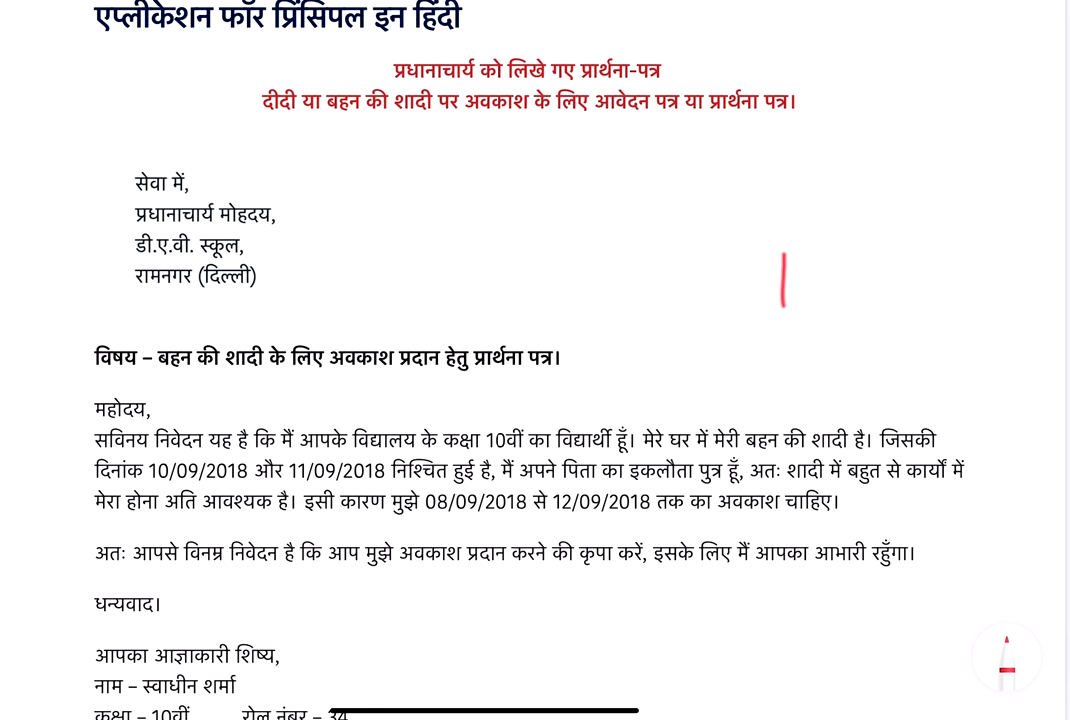 एप्लीकेशन फॉर प्रिंसिपल इन हिंदी
प्रधानाचार्य को लिखे गए प्रार्थना-पत्र
दीदी या बहन की शादी पर अवकाश के लिए आवेदन पत्र या प्रार्थना पत्र।
सेवा में,
प्रधानाचार्य मोहदय,
डी.ए.वी. स्कूल,
रामनगर (दिल्ली)
विषय – बहन की शादी के लिए अवकाश प्रदान हेतु प्रार्थना पत्र।
महोदय,
सविनय निवेदन यह है कि मैं आपके विद्यालय के कक्षा 10वीं का विद्यार्थी हूँ। मेरे घर में मेरी बहन की शादी है। जिसकी
दिनांक 10/09/2018 और 11/09/2018 निश्चित हुई है, मैं अपने पिता का इकलौता पुत्र हूँ, अतः शादी में बहुत से कार्यों में
मेरा होना अति आवश्यक है। इसी कारण मुझे 08/09/2018 से 12/09/2018 तक का अवकाश चाहिए।
अतः आपसे विनम्र निवेदन है कि आप मुझे अवकाश प्रदान करने की कृपा करें, इसके लिए मैं आपका आभारी रहुँगा।
धन्यवाद।
आपका आज्ञाकारी शिष्य,
नाम – स्वाधीन शर्मा
कक्षा – 10वीं रोल नंबर – 34